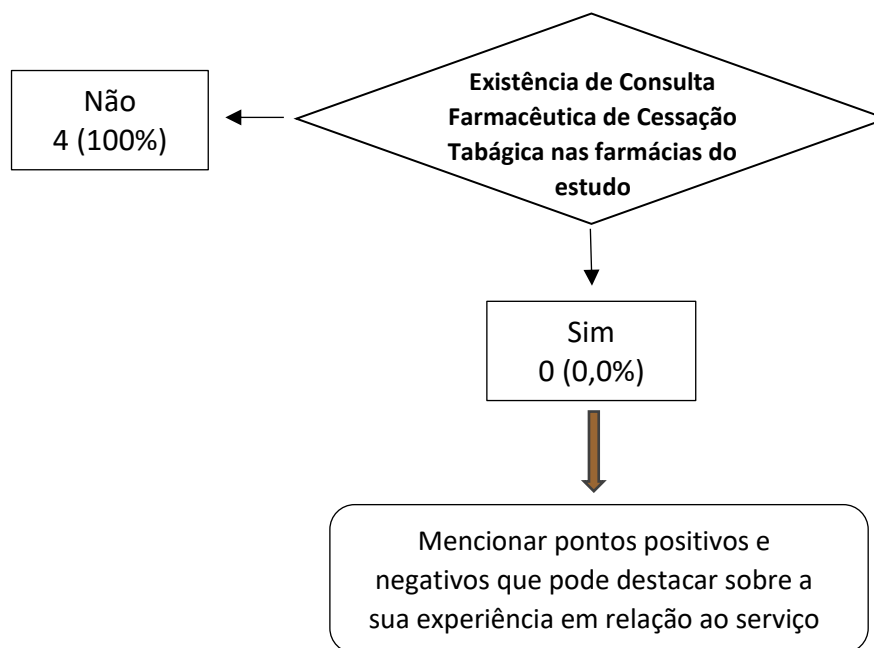 Existência de Consulta
Farmacêutica de Cessação
Tabágica nas farmácias do
estudo
Não
4 (100%)
Sim
0 (0,0%)
Mencionar pontos positivos e
negativos que pode destacar sobre a
sua experiência em relação ao serviço